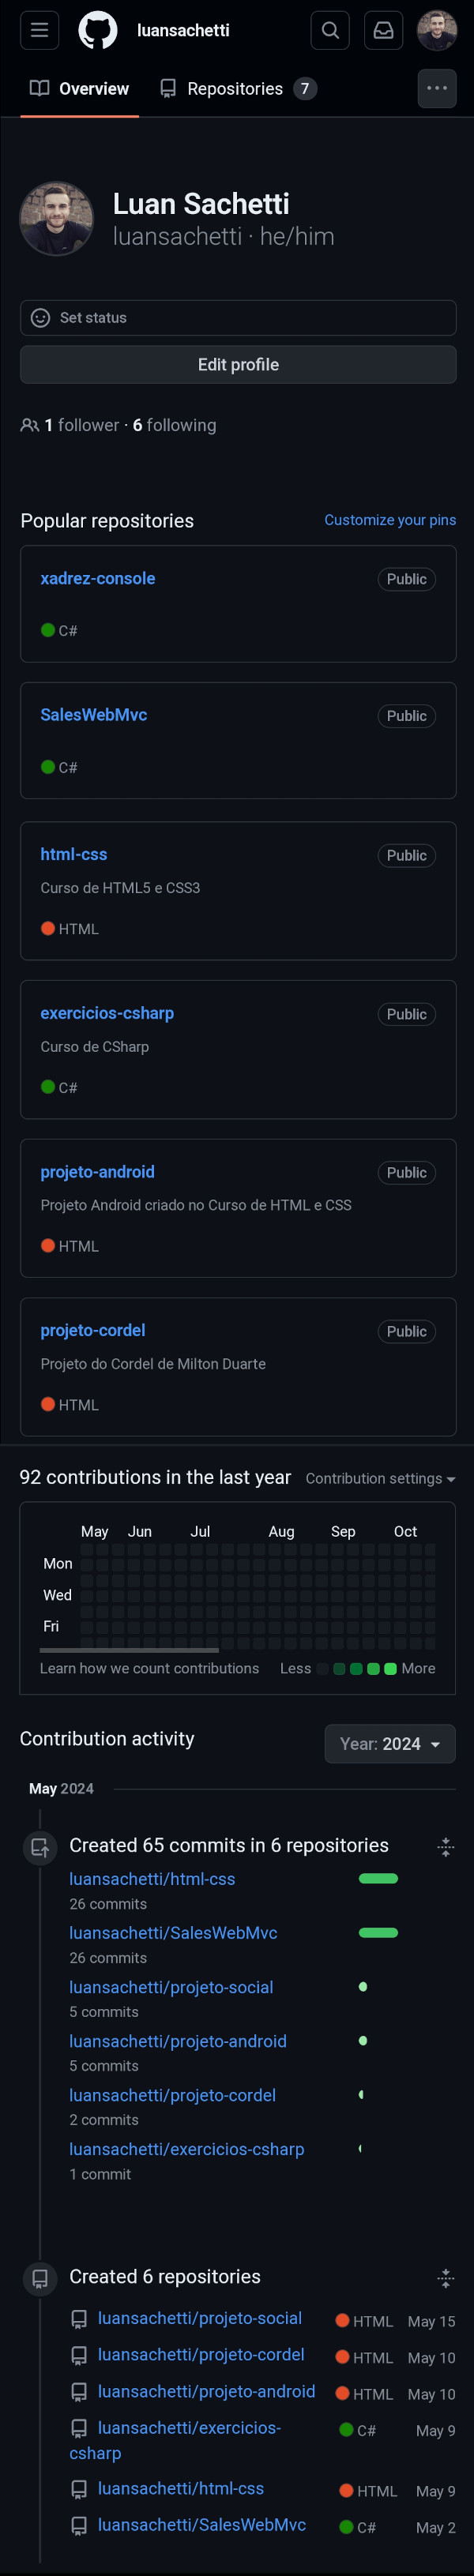 luansachetti
Overview
Repositories 7
Luan Sachetti
luansachetti · he/him
Set status
Edit profile
1 follower · 6 following
Popular repositories
Customize your pins
xadrez-console
Public
C#
SalesWebMvc
Public
C#
html-css
Public
Curso de HTML5 e CSS3
HTML
exercicios-csharp
Public
Curso de CSharp
C#
projeto-android
Public
Projeto Android criado no Curso de HTML e CSS
HTML
projeto-cordel
Public
Projeto do Cordel de Milton Duarte
HTML
92 contributions in the last year
Contribution settings
May Jun Jul Aug Sep Oct
Mon
Wed
Fri
Learn how we count contributions
Less More
Contribution activity
Year: 2024
May 2024
Created 65 commits in 6 repositories
luansachetti/html-css
26 commits
luansachetti/SalesWebMvc
26 commits
luansachetti/projeto-social
5 commits
luansachetti/projeto-android
5 commits
luansachetti/projeto-cordel
2 commits
luansachetti/exercicios-csharp
1 commit
Created 6 repositories
luansachetti/projeto-social HTML May 15
luansachetti/projeto-cordel HTML May 10
luansachetti/projeto-android HTML May 10
luansachetti/exercicios- C# May 9
csharp
luansachetti/html-css HTML May 9
luansachetti/SalesWebMvc C# May 2